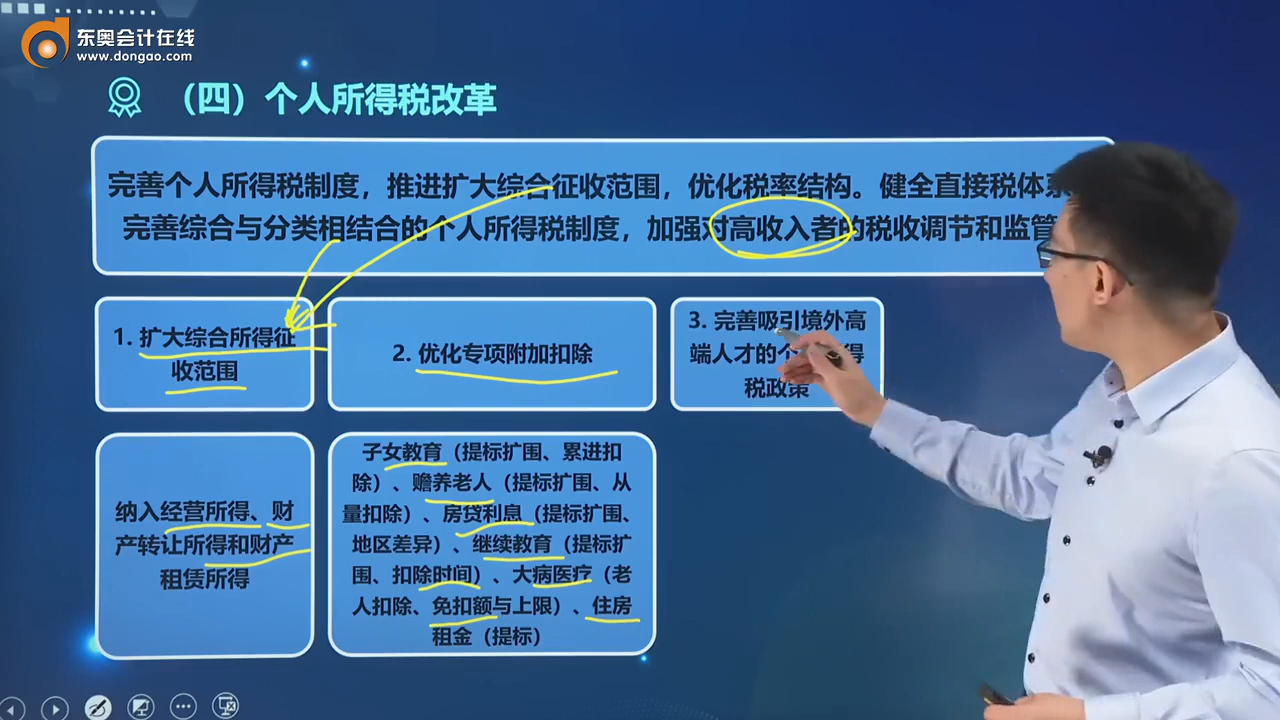 东奥会计在线
www.dongao.com
（四）个人所得税改革
完善个人所得税制度，推进扩大综合征收范围，优化税率结构。健全直接税体系
完善综合与分类相结合的个人所得税制度，加强对高收入者的税收调节和监管
1. 扩大综合所得征
收范围
2. 优化专项附加扣除
3. 完善吸引境外高
端人才的个 得
税政策
纳入经营所得、财
产转让所得和财产
租赁所得
子女教育（提标扩围、累进扣
除）、赡养老人（提标扩围、从
量扣除）、房贷利息（提标扩围、
地区差异）、继续教育（提标扩
围、扣除时间）、大病医疗（老
人扣除、免扣额与上限）、住房
租金（提标）